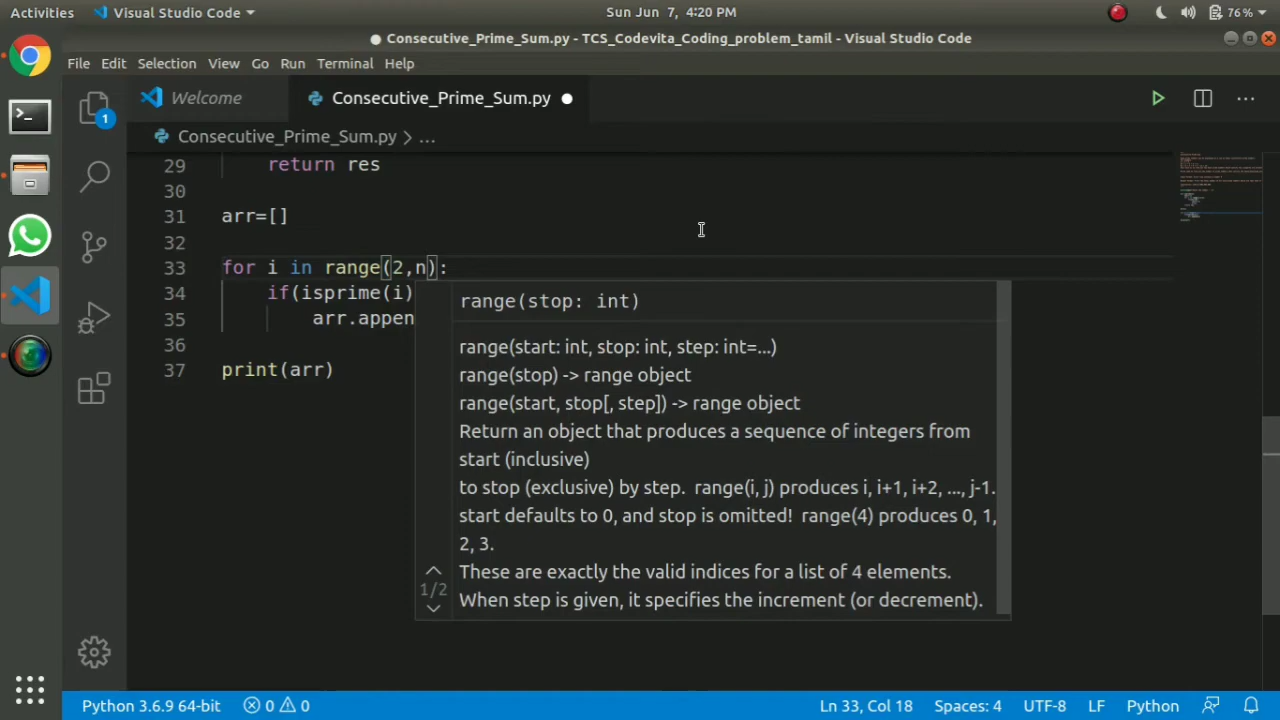 Activities Visual Studio Code Sun Jun 7, 4:20 PM 76%
● Consecutive_Prime_Sum.py - TCS_Codevita_Coding_problem_tamil - Visual Studio Code
File Edit Selection View Go Run Terminal Help
Welcome Consecutive_Prime_Sum.py ●
1
Consecutive_Prime_Sum.py > ...
29 return res
30
31 arr=[]
32
33 for i in range(2,n):
34 if(isprime(i)
35 arr.appen
36
37 print(arr)
range(stop: int)
range(start: int, stop: int, step: int=...)
range(stop) -> range object
range(start, stop[, step]) -> range object
Return an object that produces a sequence of integers from
start (inclusive)
to stop (exclusive) by step. range(i, j) produces i, i+1, i+2, ..., j-1.
start defaults to 0, and stop is omitted! range(4) produces 0, 1,
2, 3.
These are exactly the valid indices for a list of 4 elements.
When step is given, it specifies the increment (or decrement).
1/2
Python 3.6.9 64-bit 0 0 Ln 33, Col 18 Spaces: 4 UTF-8 LF Python